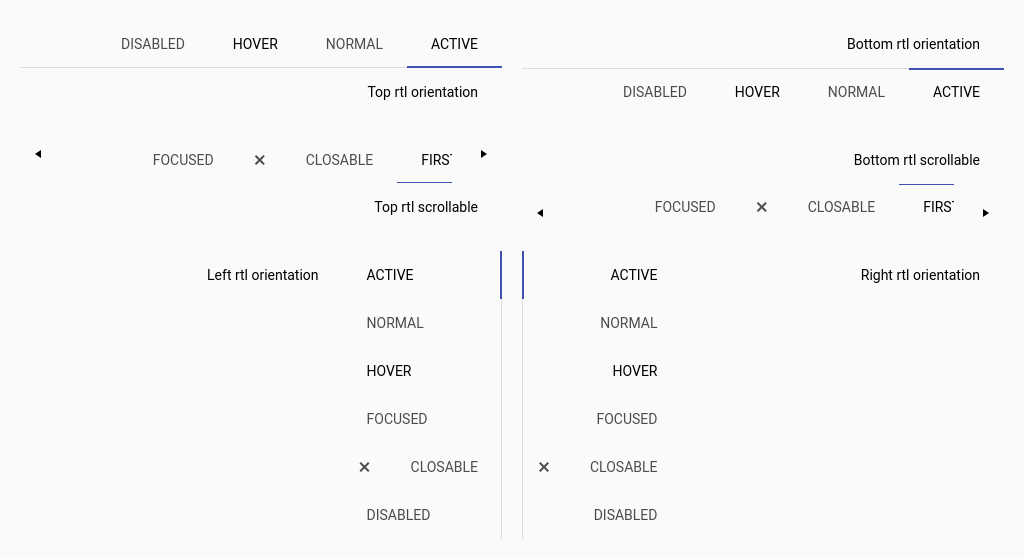 DISABLED HOVER NORMAL ACTIVE
Top rtl orientation
Bottom rtl orientation
DISABLED HOVER NORMAL ACTIVE
FOCUSED CLOSABLE FIRS
Top rtl scrollable
Bottom rtl scrollable
FOCUSED CLOSABLE FIRS
Left rtl orientation
ACTIVE
NORMAL
HOVER
FOCUSED
CLOSABLE
DISABLED
ACTIVE
NORMAL
HOVER
FOCUSED
CLOSABLE
DISABLED
Right rtl orientation